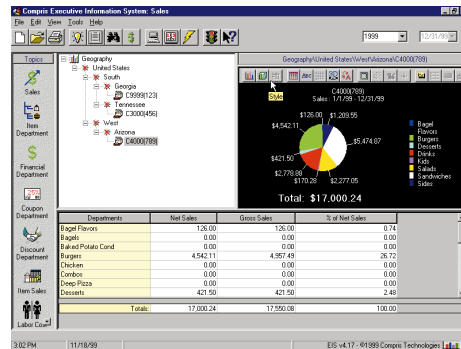 Compris Executive Information System: Sales
File Edit View Tools Help
1999 12/31/99
Topics
Sales
Item Department
Financial Department
Coupon Department
Discount Department
Item Sales
Labor Cow
Geography
United States
South
Georgia
C9999(123)
Tennessee
C3000(456)
West
Arizona
C4000(789)
Geography\United States\West\Arizona\C4000(789)
ABC
Style
C4000(789)
Sales : 1/1/99 - 12/31/99
$126.00 $1,209.55
$4,542.11
$5,474.87
$421.50
$2,778.88
$170.28 $2,277.05
Bagel Flavors
Burgers
Desserts
Drinks
Kids
Salads
Sandwiches
Sides
Total: $17,000.24
Departments Net Sales Gross Sales % of Net Sales
Bagel Flavors 126.00 126.00 0.74
Bagels 0.00 0.00 0.00
Baked Potato Cond 0.00 0.00 0.00
Burgers 4,542.11 4,957.49 26.72
Chicken 0.00 0.00 0.00
Combos 0.00 0.00 0.00
Deep Pizza 0.00 0.00 0.00
Desserts 421.50 421.50 2.48
Totals: 17,000.24 17,550.08 100.00
3:02 PM 11/18/99 EIS v4.17 - ©1999 Compris Technologies